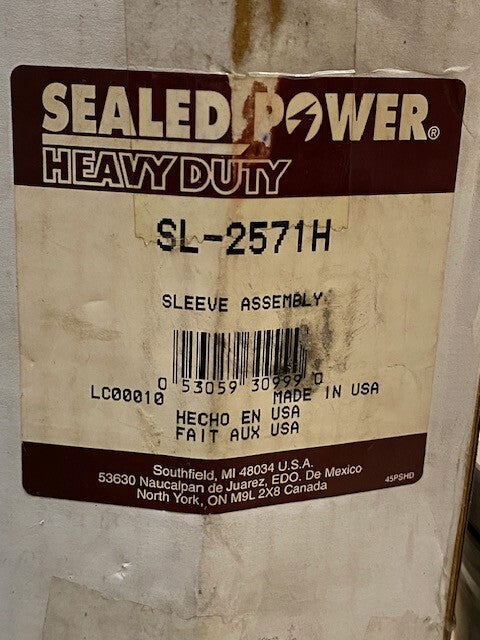 SEALED POWER®
HEAVY DUTY
SL-2571H
SLEEVE ASSEMBLY
0 53059 30999 0
LC00010 MADE IN USA
HECHO EN USA
FAIT AUX USA
Southfield, MI 48034 U.S.A.
53630 Naucalpan de Juarez, EDO. De Mexico
North York, ON M9L 2X8 Canada
45PSHD